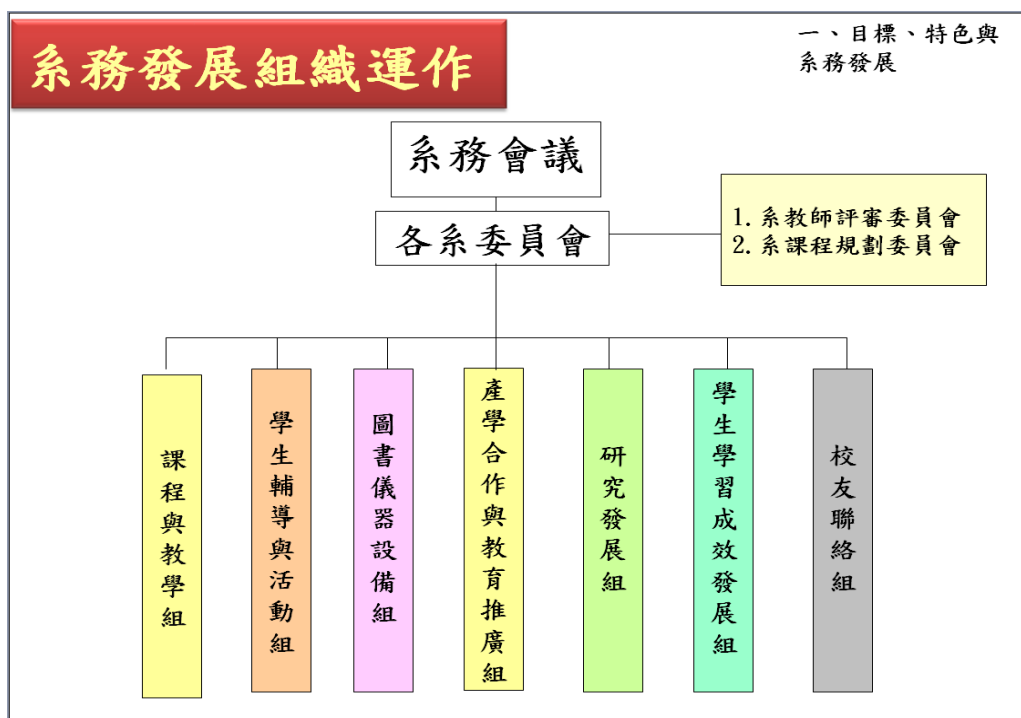 系務發展組織運作
一、目標、特色與
系務發展
系務會議
各系委員會
1. 系教師評審委員會
2. 系課程規劃委員會
課程與教學組
學生輔導與活動組
圖書儀器設備組
產學合作與教育推廣組
研究發展組
學生學習成效發展組
校友聯絡組